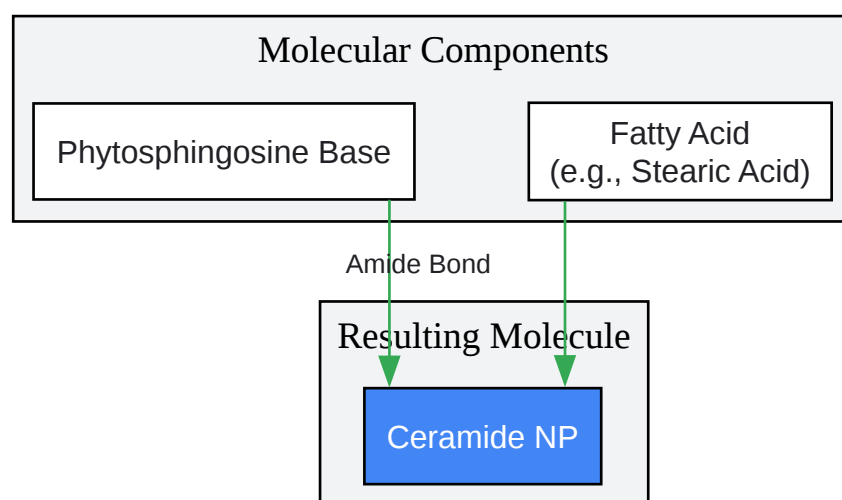 Molecular Components
Phytosphingosine Base
Fatty Acid
(e.g., Stearic Acid)
Amide Bond
Resulting Molecule
Ceramide NP